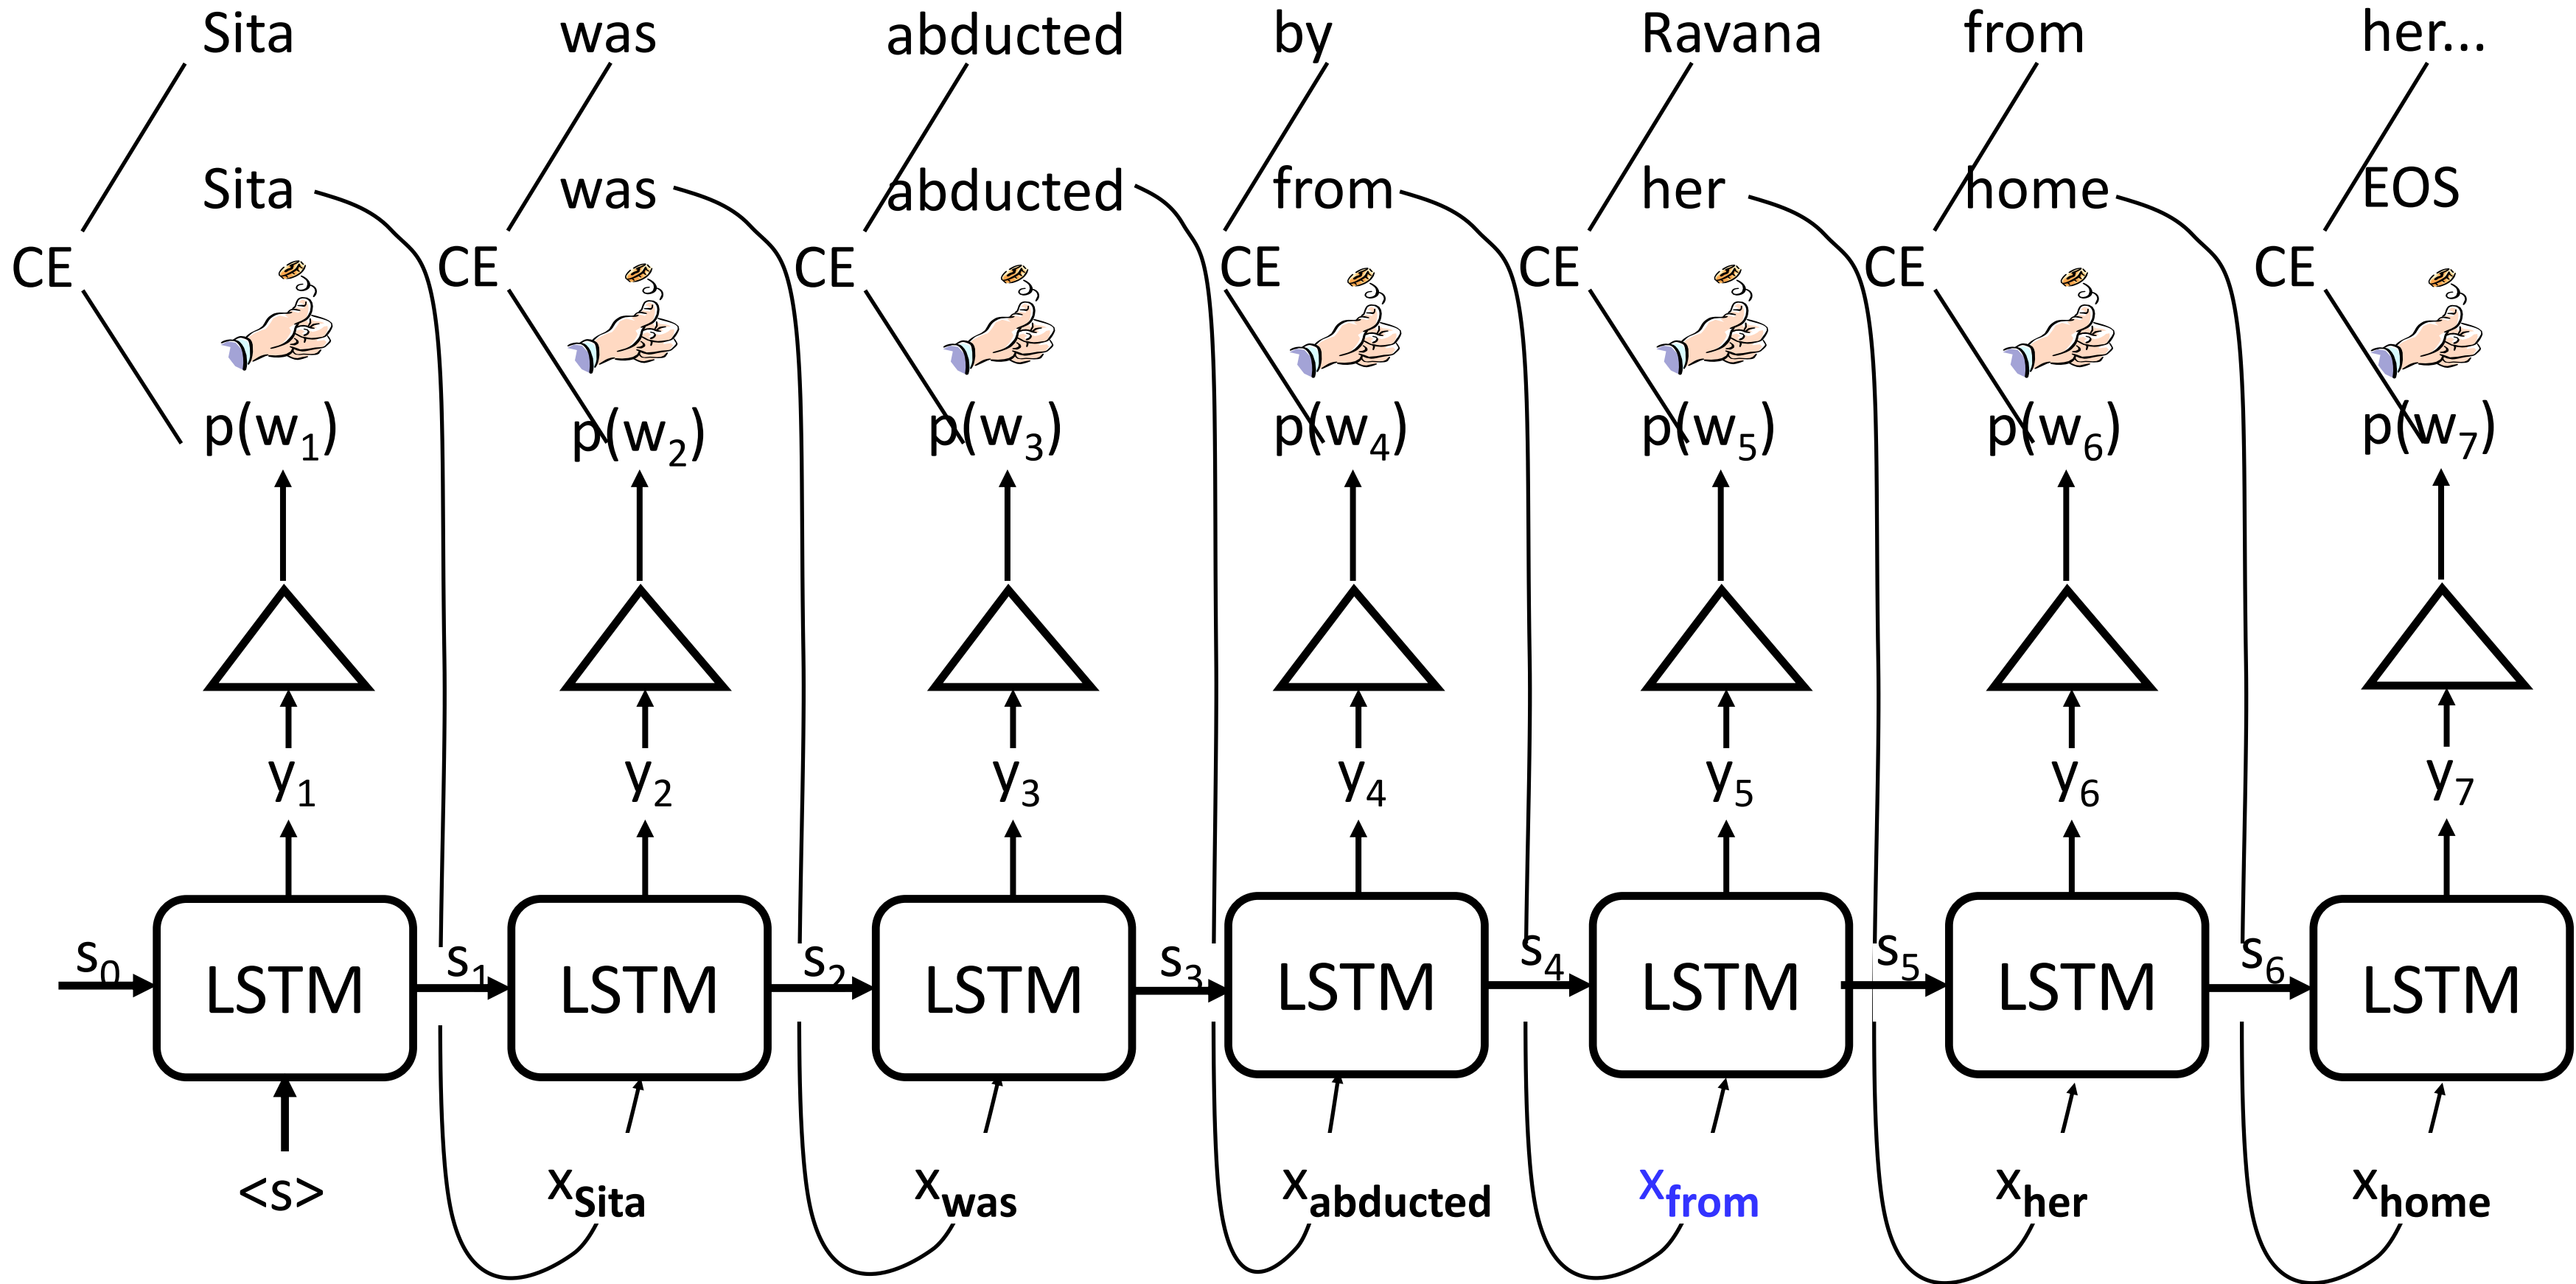 Sita was abducted by Ravana from her...
Sita was abducted from her home EOS
CE CE CE CE CE CE CE
p(w₁) p(w₂) p(w₃) p(w₄) p(w₅) p(w₆) p(w₇)
y₁ y₂ y₃ y₄ y₅ y₆ y₇
s₀ s₁ s₂ s₃ s₄ s₅ s₆
LSTM LSTM LSTM LSTM LSTM LSTM LSTM
<s> xSita xwas xabducted xfrom xher xhome